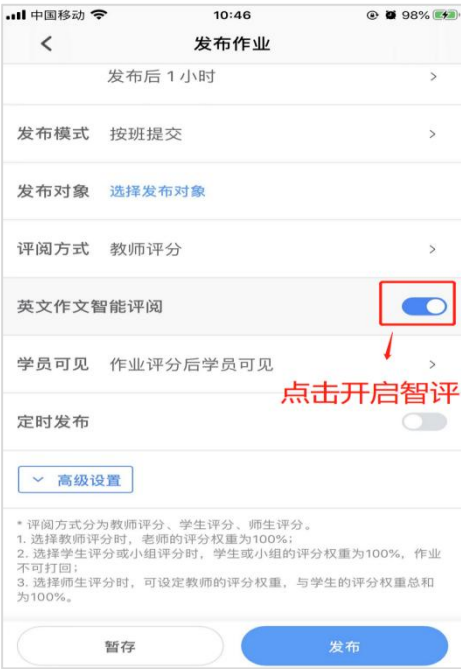 中国移动 10:46 98%
发布作业
发布后 1 小时
发布模式 按班提交
发布对象 选择发布对象
评阅方式 教师评分
英文作文智能评阅
学员可见 作业评分后学员可见
点击开启智评
定时发布
高级设置
* 评阅方式分为教师评分、学生评分、师生评分。
1. 选择教师评分时，老师的评分权重为100%；
2. 选择学生评分或小组评分时，学生或小组的评分权重为100%，作业
不可打回；
3. 选择师生评分时，可设定教师的评分权重，与学生的评分权重总和
为100%。
暂存 发布